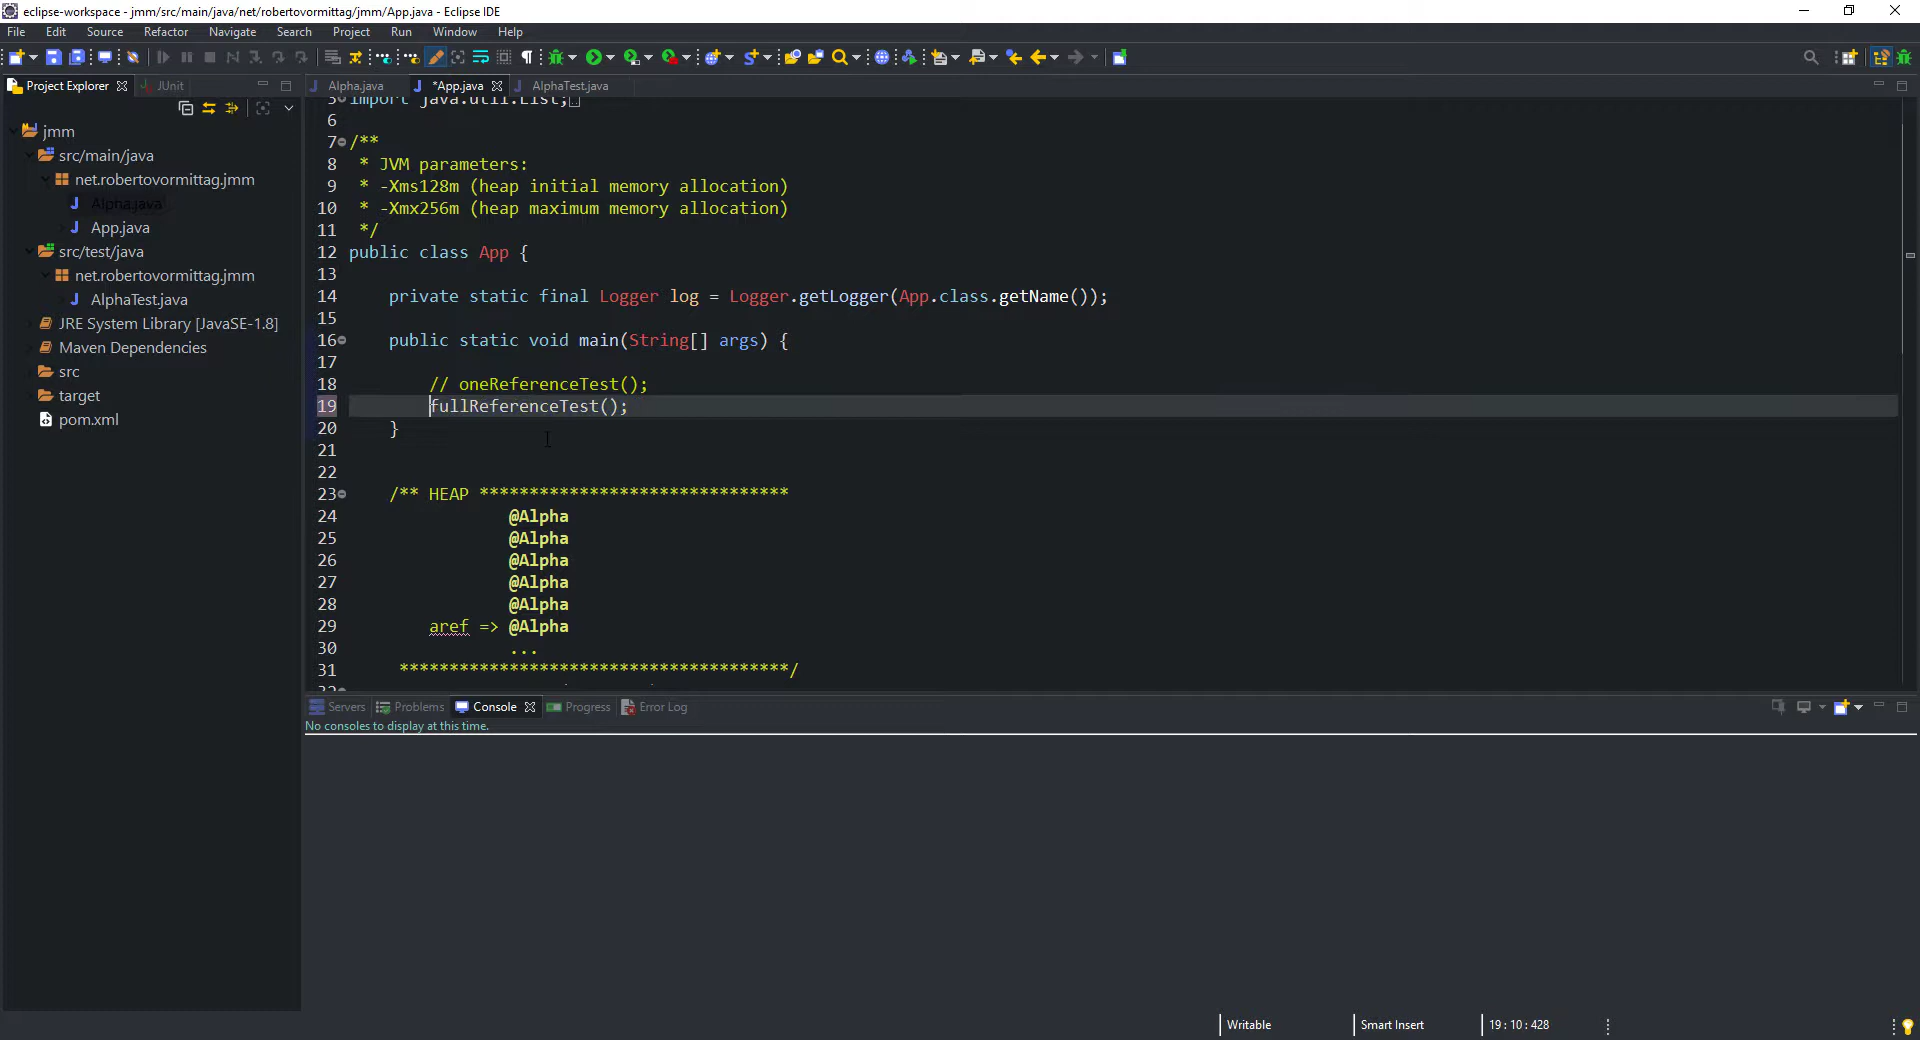 eclipse-workspace - jmm/src/main/java/net/robertovormittag/jmm/App.java - Eclipse IDE
File Edit Source Refactor Navigate Search Project Run Window Help
Project Explorer JUnit
Alpha.java *App.java AlphaTest.java
jmm
src/main/java
net.robertovormittag.jmm
Alpha.java
App.java
src/test/java
net.robertovormittag.jmm
AlphaTest.java
JRE System Library [JavaSE-1.8]
Maven Dependencies
src
target
pom.xml
3 import java.util.List;
6
7 /**
8 * JVM parameters:
9 * -Xms128m (heap initial memory allocation)
10 * -Xmx256m (heap maximum memory allocation)
11 */
12 public class App {
13
14 private static final Logger log = Logger.getLogger(App.class.getName());
15
16 public static void main(String[] args) {
17
18 // oneReferenceTest();
19 fullReferenceTest();
20 }
21
22
23 /** HEAP *******************************
24 @Alpha
25 @Alpha
26 @Alpha
27 @Alpha
28 @Alpha
29 aref => @Alpha
30 ...
31 ***************************************/
Servers Problems Console Progress Error Log
No consoles to display at this time.
Writable Smart Insert 19 : 10 : 428